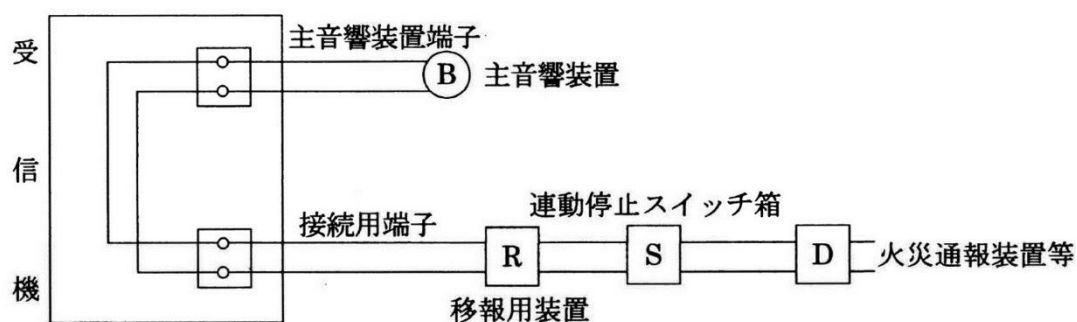 受信機
主音響装置端子
B 主音響装置
接続用端子
連動停止スイッチ箱
R S D 火災通報装置等
移報用装置